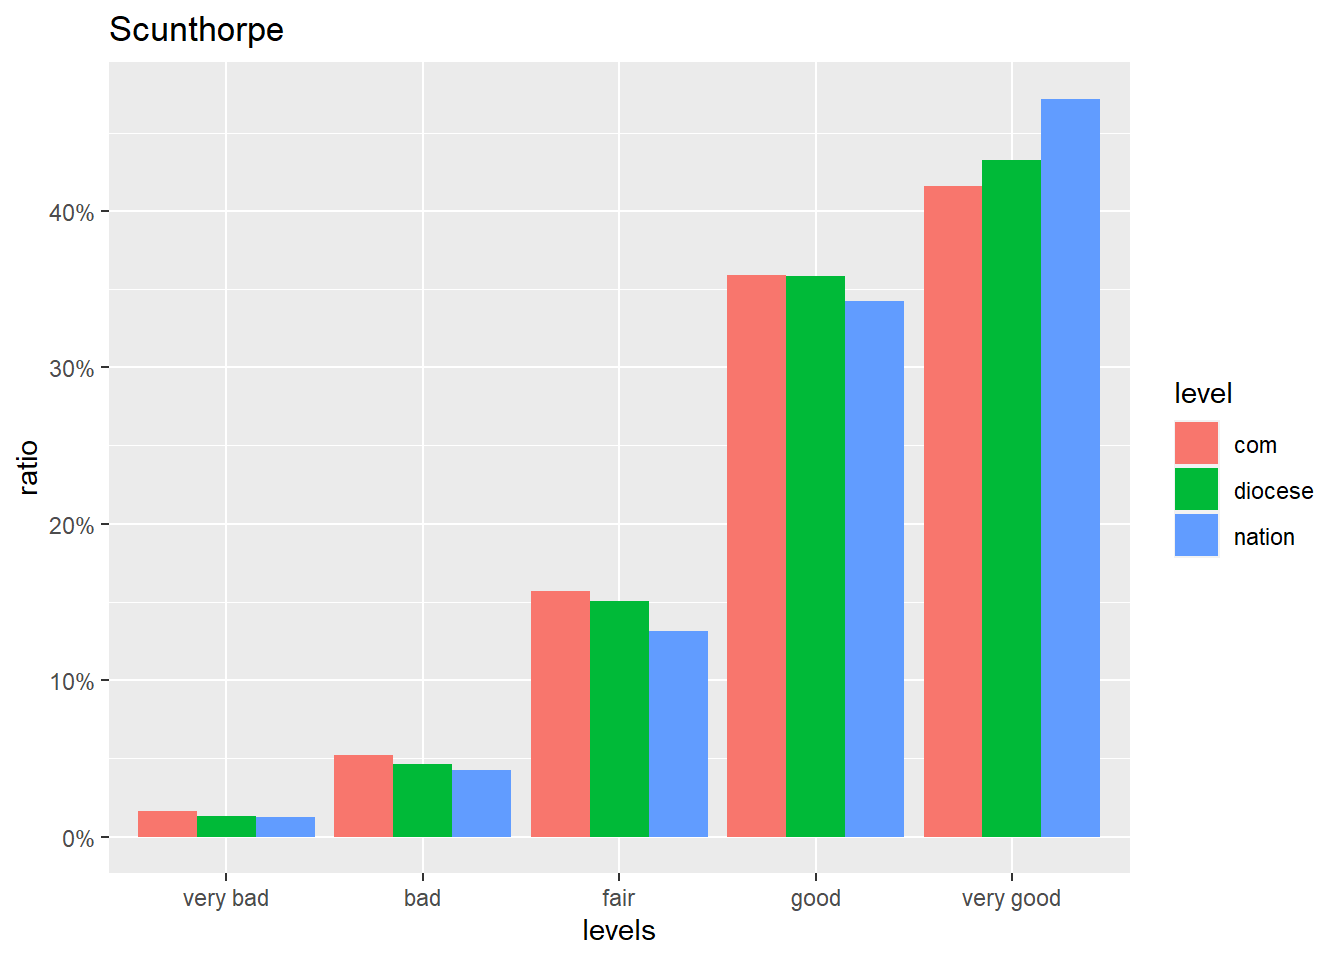 Scunthorpe
40%
30%
20%
10%
0%
ratio
very bad bad fair good very good
levels
level
com
diocese
nation